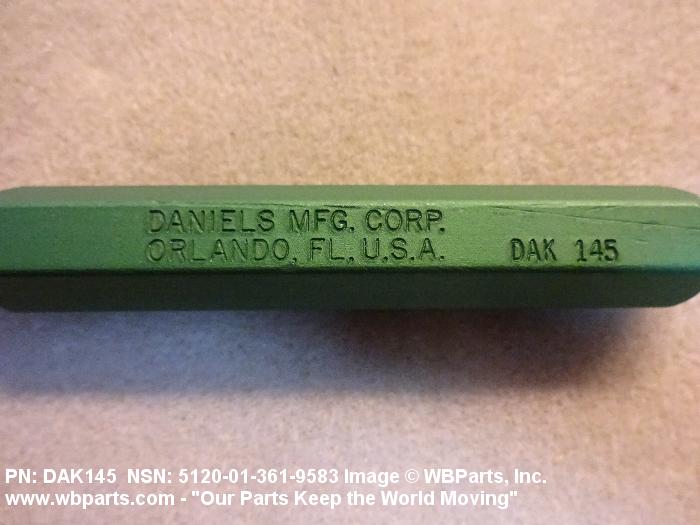 DANIELS MFG. CORP.
ORLANDO, FL, U.S.A. DAK 145
PN: DAK145 NSN: 5120-01-361-9583 Image © WBParts, Inc.
www.wbparts.com - "Our Parts Keep the World Moving"